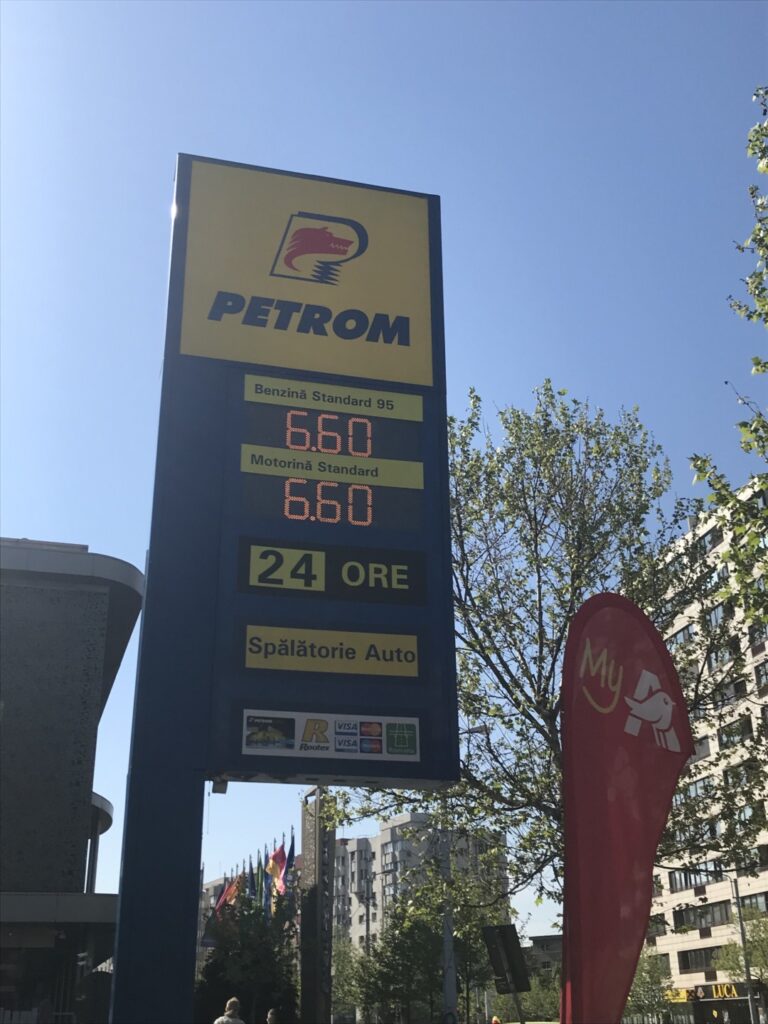 PETROM
Benzină Standard 95
6.60
Motorină Standard
6.60
24 ORE
Spălătorie Auto
PETROM
Routex
VISA
VISA
My
LUCA